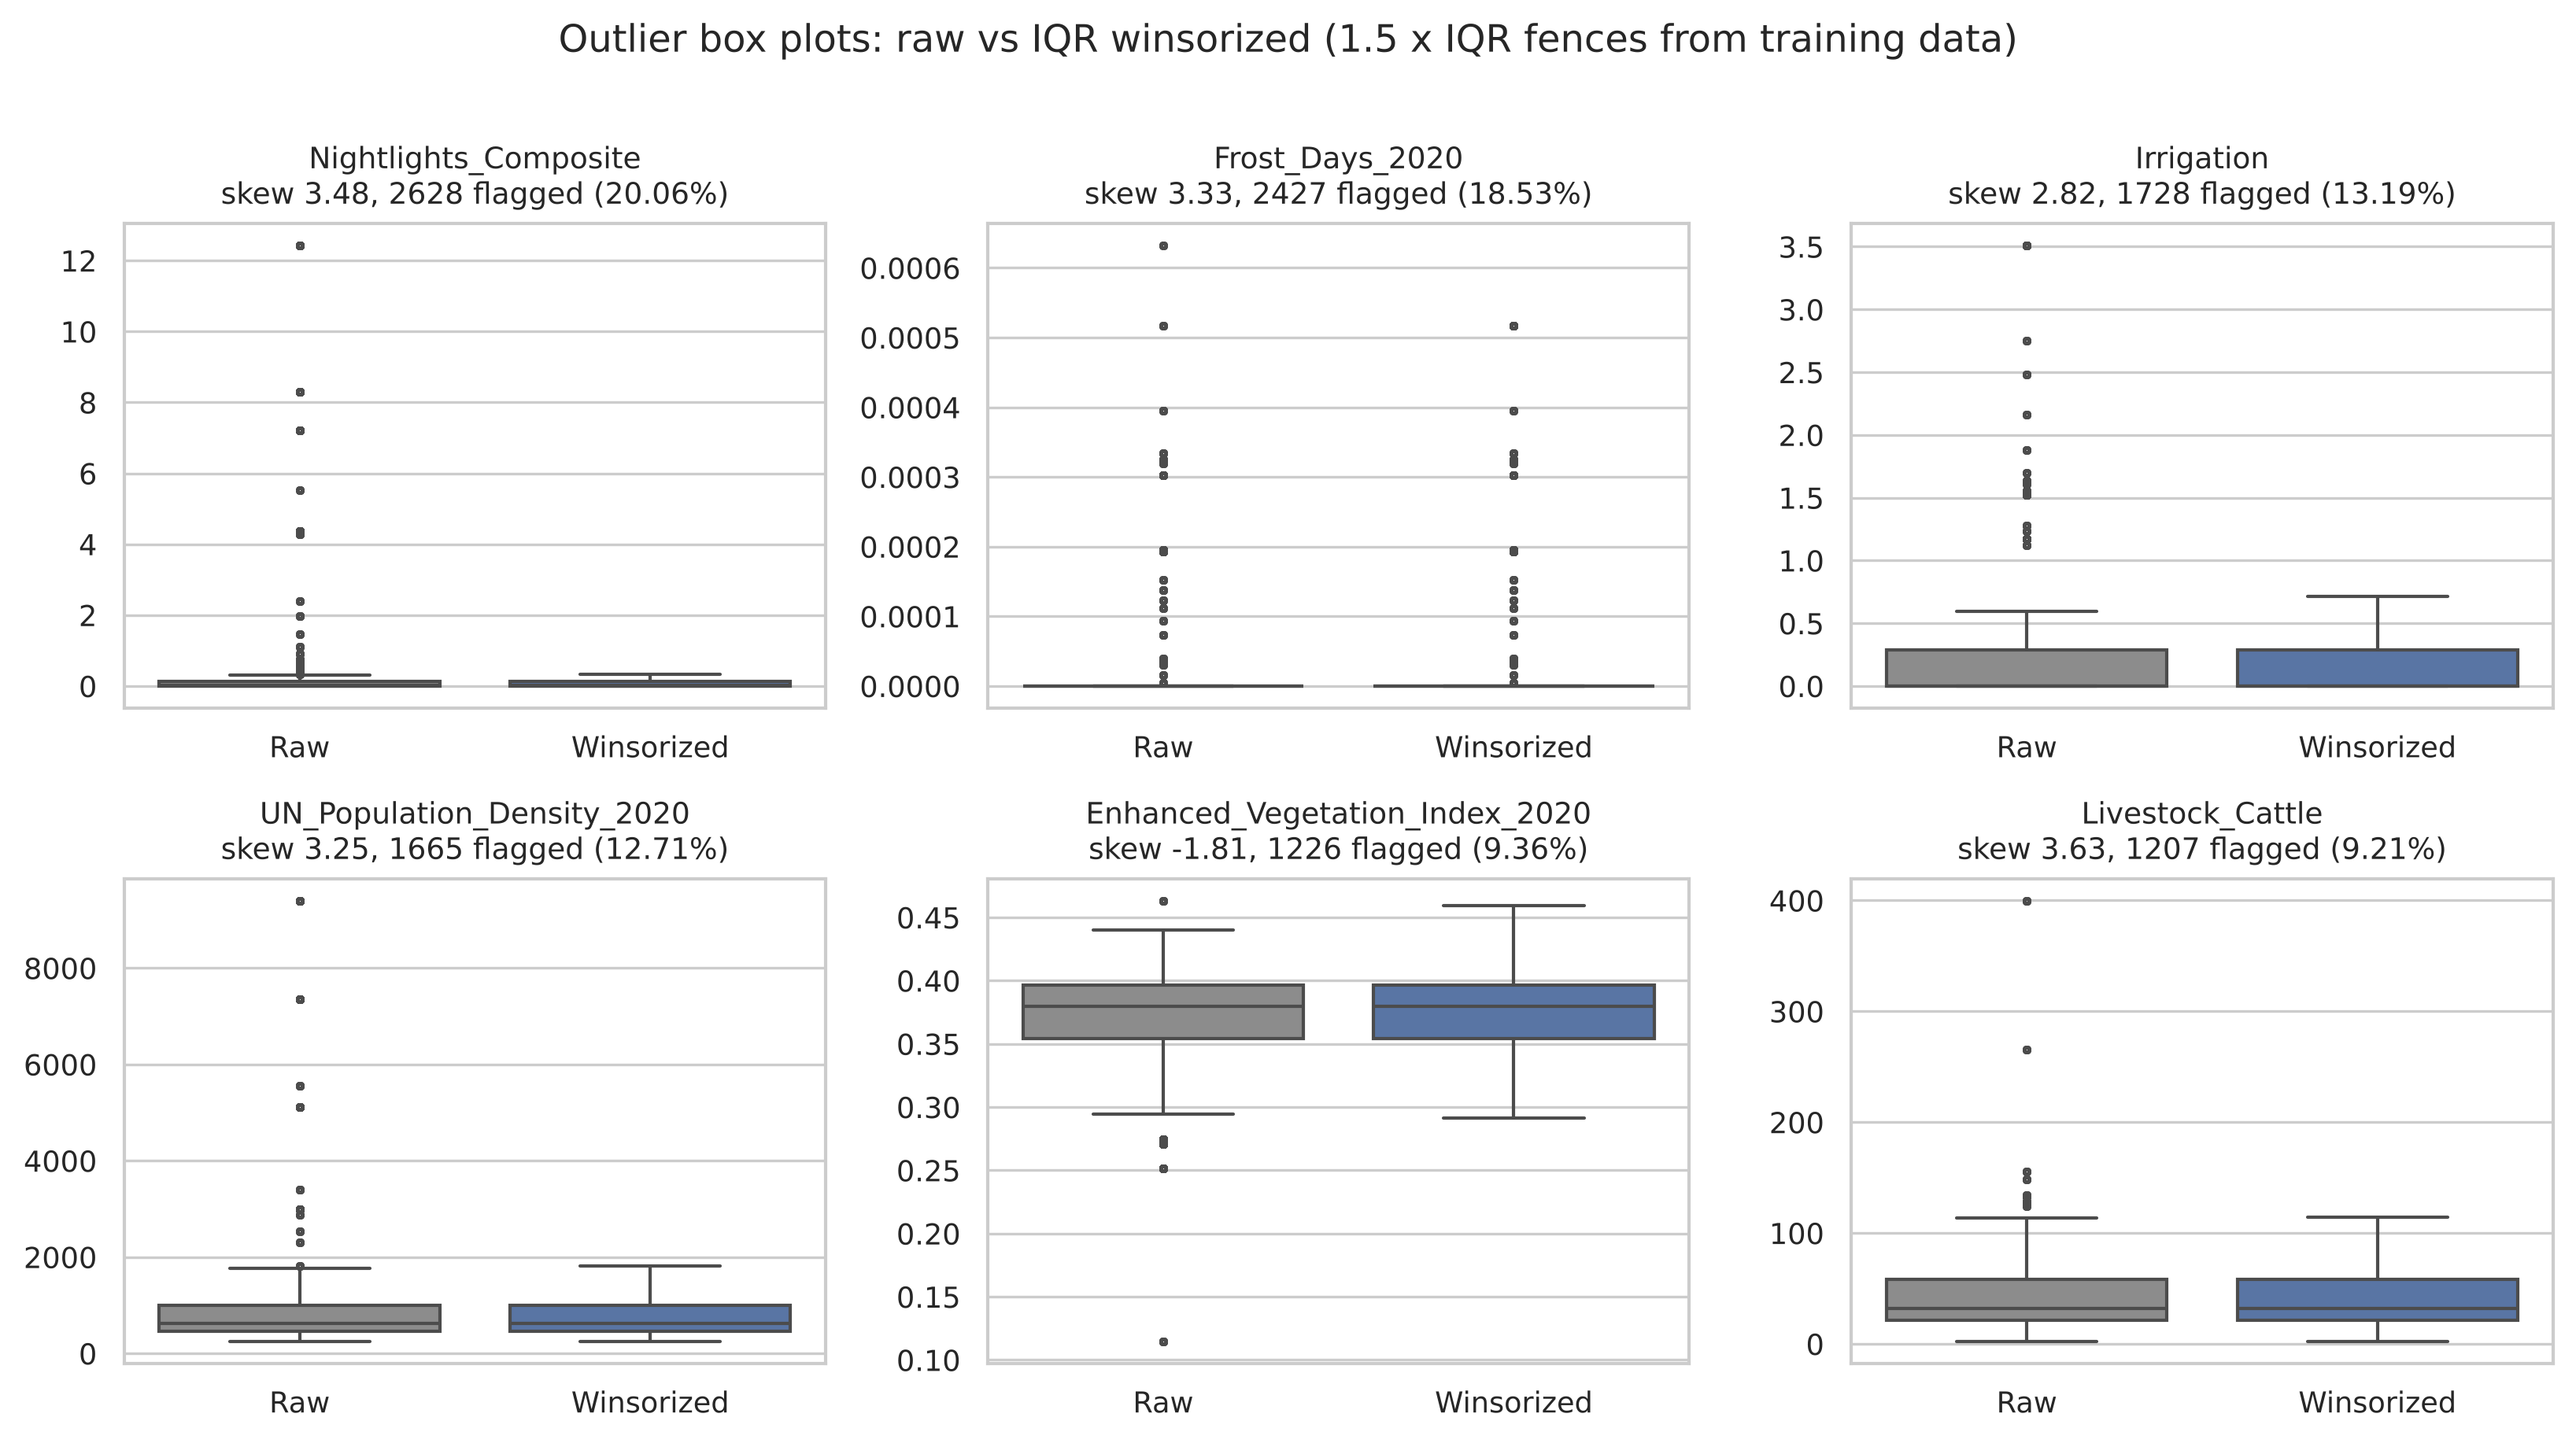 Outlier box plots: raw vs IQR winsorized (1.5 x IQR fences from training data)
Nightlights_Composite
skew 3.48, 2628 flagged (20.06%)
12
10
8
6
4
2
0
Raw
Winsorized
Frost_Days_2020
skew 3.33, 2427 flagged (18.53%)
0.0006
0.0005
0.0004
0.0003
0.0002
0.0001
0.0000
Raw
Winsorized
Irrigation
skew 2.82, 1728 flagged (13.19%)
3.5
3.0
2.5
2.0
1.5
1.0
0.5
0.0
Raw
Winsorized
UN_Population_Density_2020
skew 3.25, 1665 flagged (12.71%)
8000
6000
4000
2000
0
Raw
Winsorized
Enhanced_Vegetation_Index_2020
skew -1.81, 1226 flagged (9.36%)
0.45
0.40
0.35
0.30
0.25
0.20
0.15
0.10
Raw
Winsorized
Livestock_Cattle
skew 3.63, 1207 flagged (9.21%)
400
300
200
100
0
Raw
Winsorized